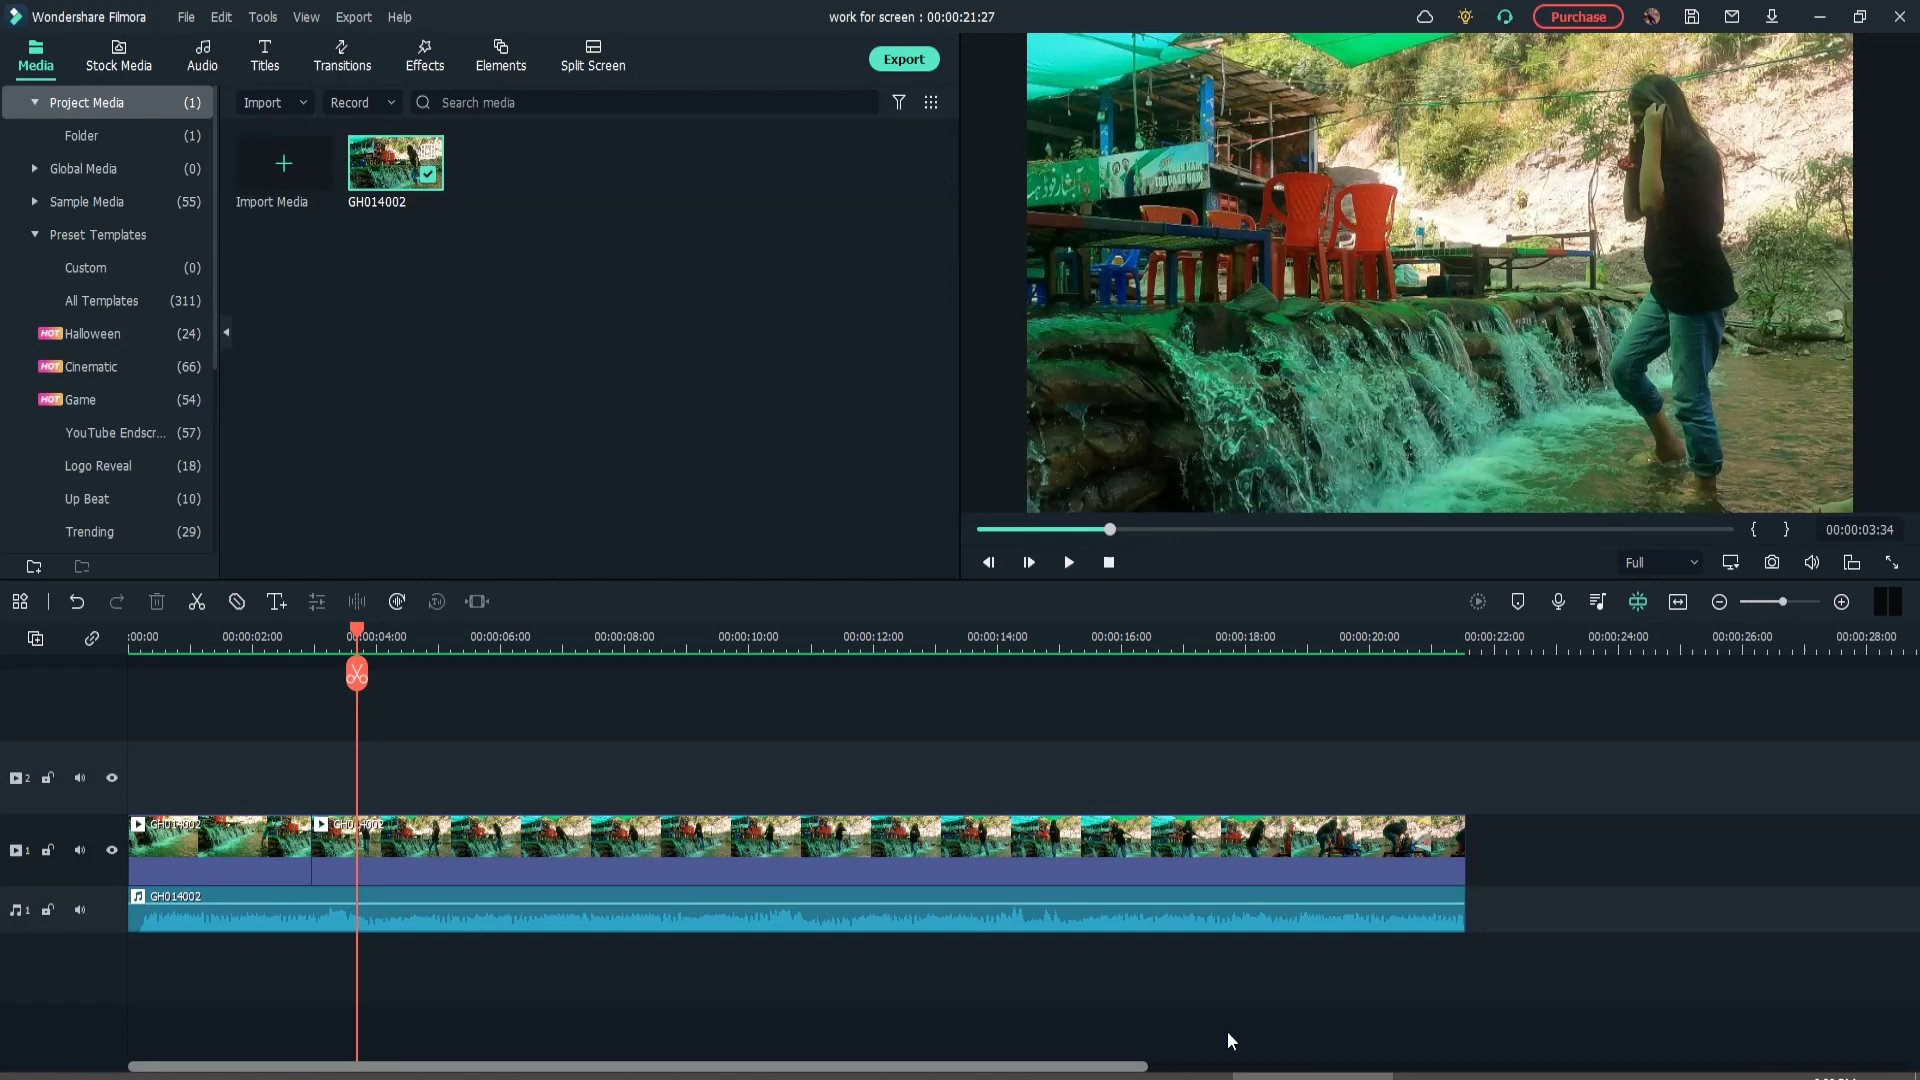 Wondershare Filmora File Edit Tools View Export Help work for screen : 00:00:21:27 Purchase
Media Stock Media Audio Titles Transitions Effects Elements Split Screen Export
Project Media (1) Import Record Search media
Folder (1)
Global Media (0)
Sample Media (55) Import Media GH014002
Preset Templates
Custom (0)
All Templates (311)
HOT Halloween (24)
HOT Cinematic (66)
HOT Game (54)
YouTube Endscr... (57)
Logo Reveal (18)
Up Beat (10)
Trending (29)
00:00:03:34
Full
:00:00 00:00:02:00 00:00:04:00 00:00:06:00 00:00:08:00 00:00:10:00 00:00:12:00 00:00:14:00 00:00:16:00 00:00:18:00 00:00:20:00 00:00:22:00 00:00:24:00 00:00:26:00 00:00:28:00
2
GH014002 GH014002
1
GH014002
1